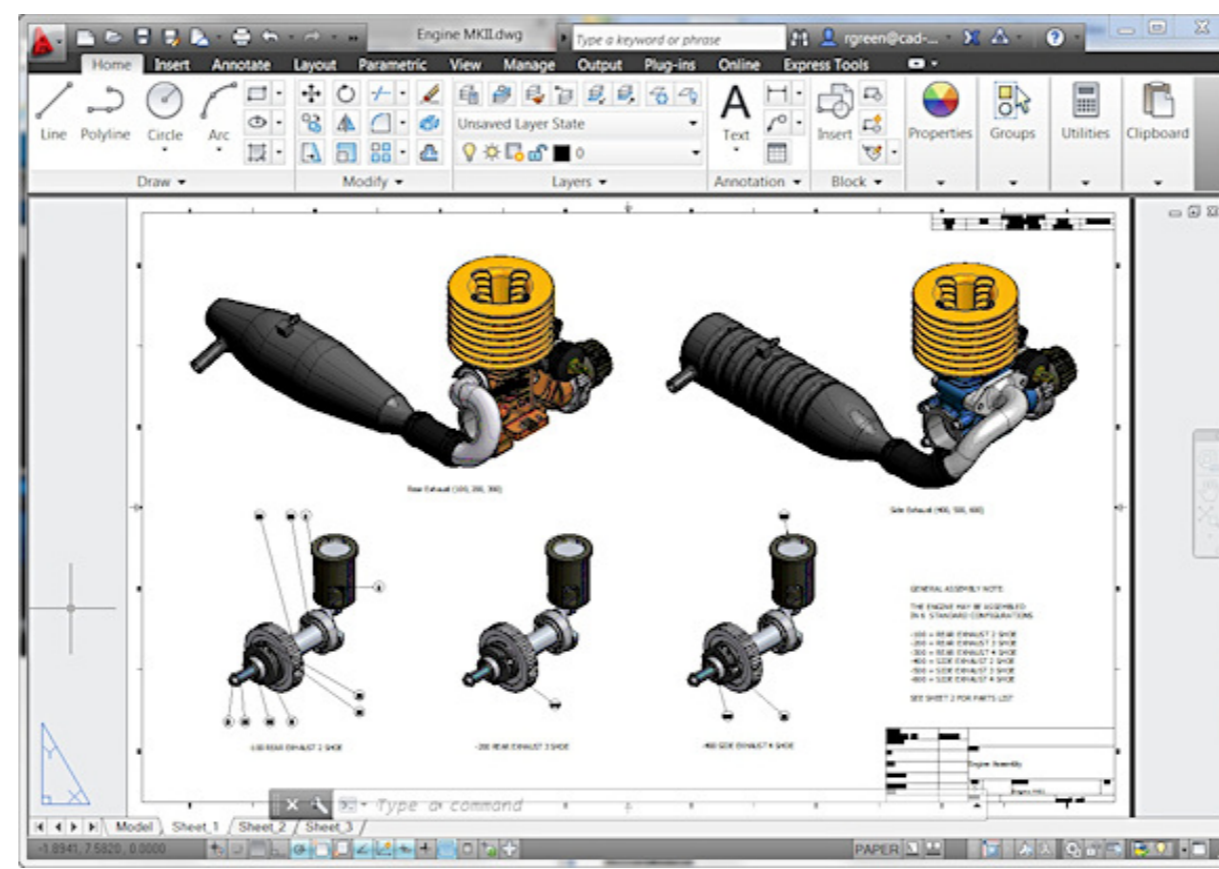 Engine MKII.dwg
Type a keyword or phrase
rgreen@cad-...
Home Insert Annotate Layout Parametric View Manage Output Plug-ins Online Express Tools
Line Polyline Circle Arc
Unsaved Layer State
0
Text
Insert
Properties Groups Utilities Clipboard
Draw Modify Layers Annotation Block
Rear Exhaust (100, 200, 300)
Side Exhaust (400, 500, 600)
GENERAL ASSEMBLY NOTE:
THE ENGINE MAY BE ASSEMBLED
IN 6 STANDARD CONFIGURATIONS
-100 = REAR EXHAUST 2 SHOE
-200 = REAR EXHAUST 3 SHOE
-300 = REAR EXHAUST 4 SHOE
-400 = SIDE EXHAUST 2 SHOE
-500 = SIDE EXHAUST 3 SHOE
-600 = SIDE EXHAUST 4 SHOE
SEE SHEET 2 FOR PARTS LIST
-100 REAR EXHAUST 2 SHOE
-200 REAR EXHAUST 3 SHOE
-400 SIDE EXHAUST 4 SHOE
Engine Assembly
Type a command
Model Sheet_1 Sheet_2 Sheet_3
-1.8941, 7.5820, 0.0000
PAPER